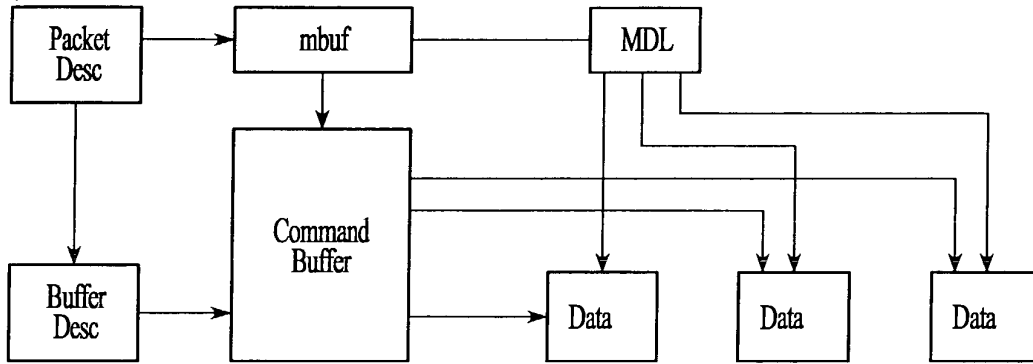 Packet
Desc
mbuf
MDL
Command
Buffer
Buffer
Desc
Data
Data
Data